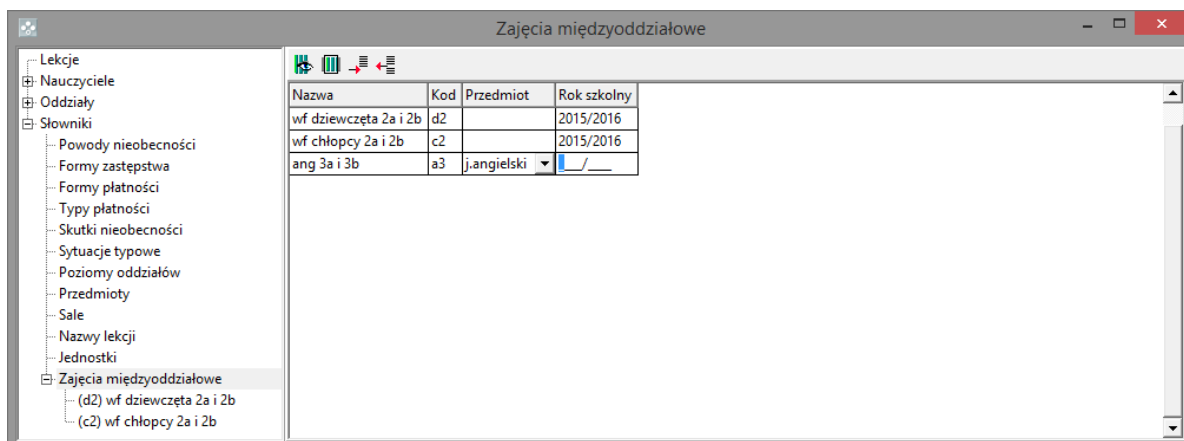 Zajęcia międzyoddziałowe
Lekcje
Nauczyciele
Oddziały
Słowniki
Powody nieobecności
Formy zastępstwa
Formy płatności
Typy płatności
Skutki nieobecności
Sytuacje typowe
Poziomy oddziałów
Przedmioty
Sale
Nazwy lekcji
Jednostki
Zajęcia międzyoddziałowe
(d2) wf dziewczęta 2a i 2b
(c2) wf chłopcy 2a i 2b
Nazwa Kod Przedmiot Rok szkolny
wf dziewczęta 2a i 2b d2 2015/2016
wf chłopcy 2a i 2b c2 2015/2016
ang 3a i 3b a3 j.angielski __/___